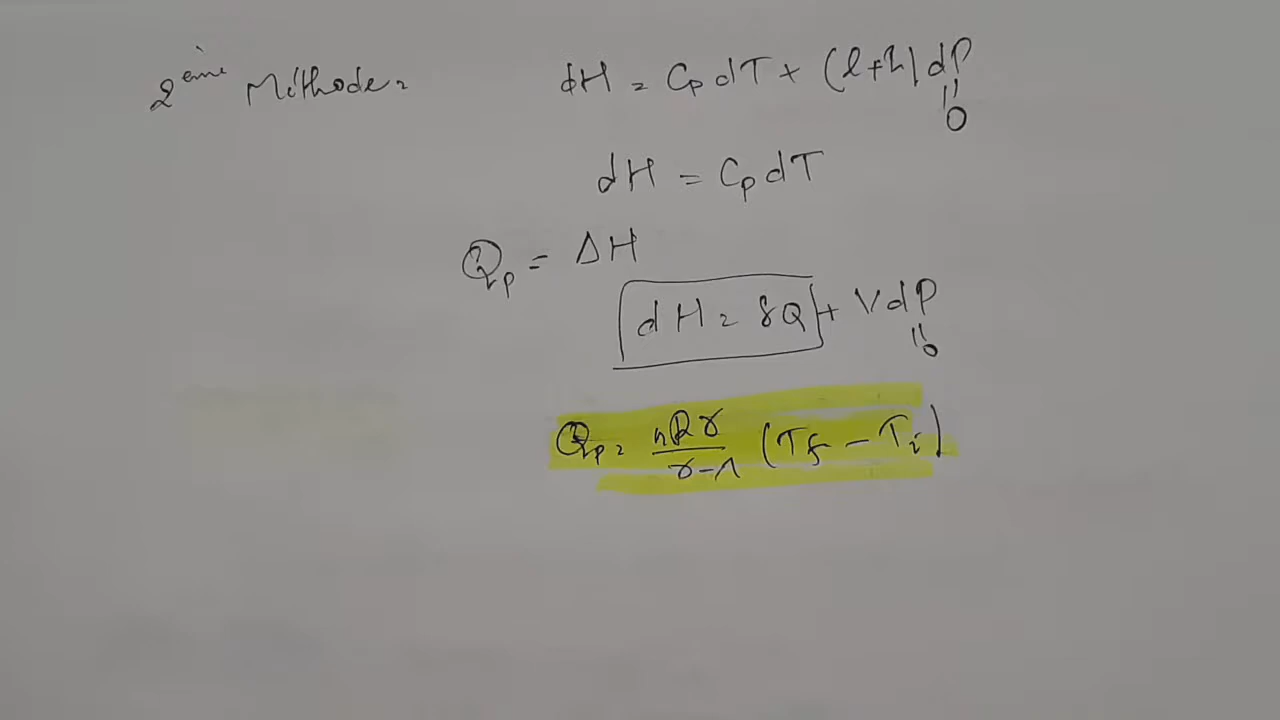 2ème Méthode: dH = Cp dT + (l+h) dP
= 0
dH = Cp dT
Qp = ΔH
dH = δQ + VdP
= 0
Qp = nRγ/(γ-1) (Tf - Ti)